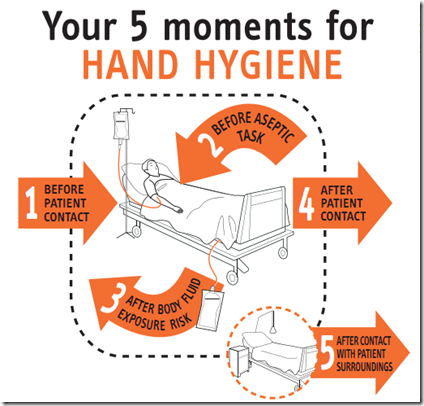 Your 5 moments for
HAND HYGIENE
1
BEFORE
PATIENT
CONTACT
2
BEFORE ASEPTIC
TASK
3
AFTER BODY FLUID
EXPOSURE RISK
4
AFTER
PATIENT
CONTACT
5
AFTER CONTACT
WITH PATIENT
SURROUNDINGS